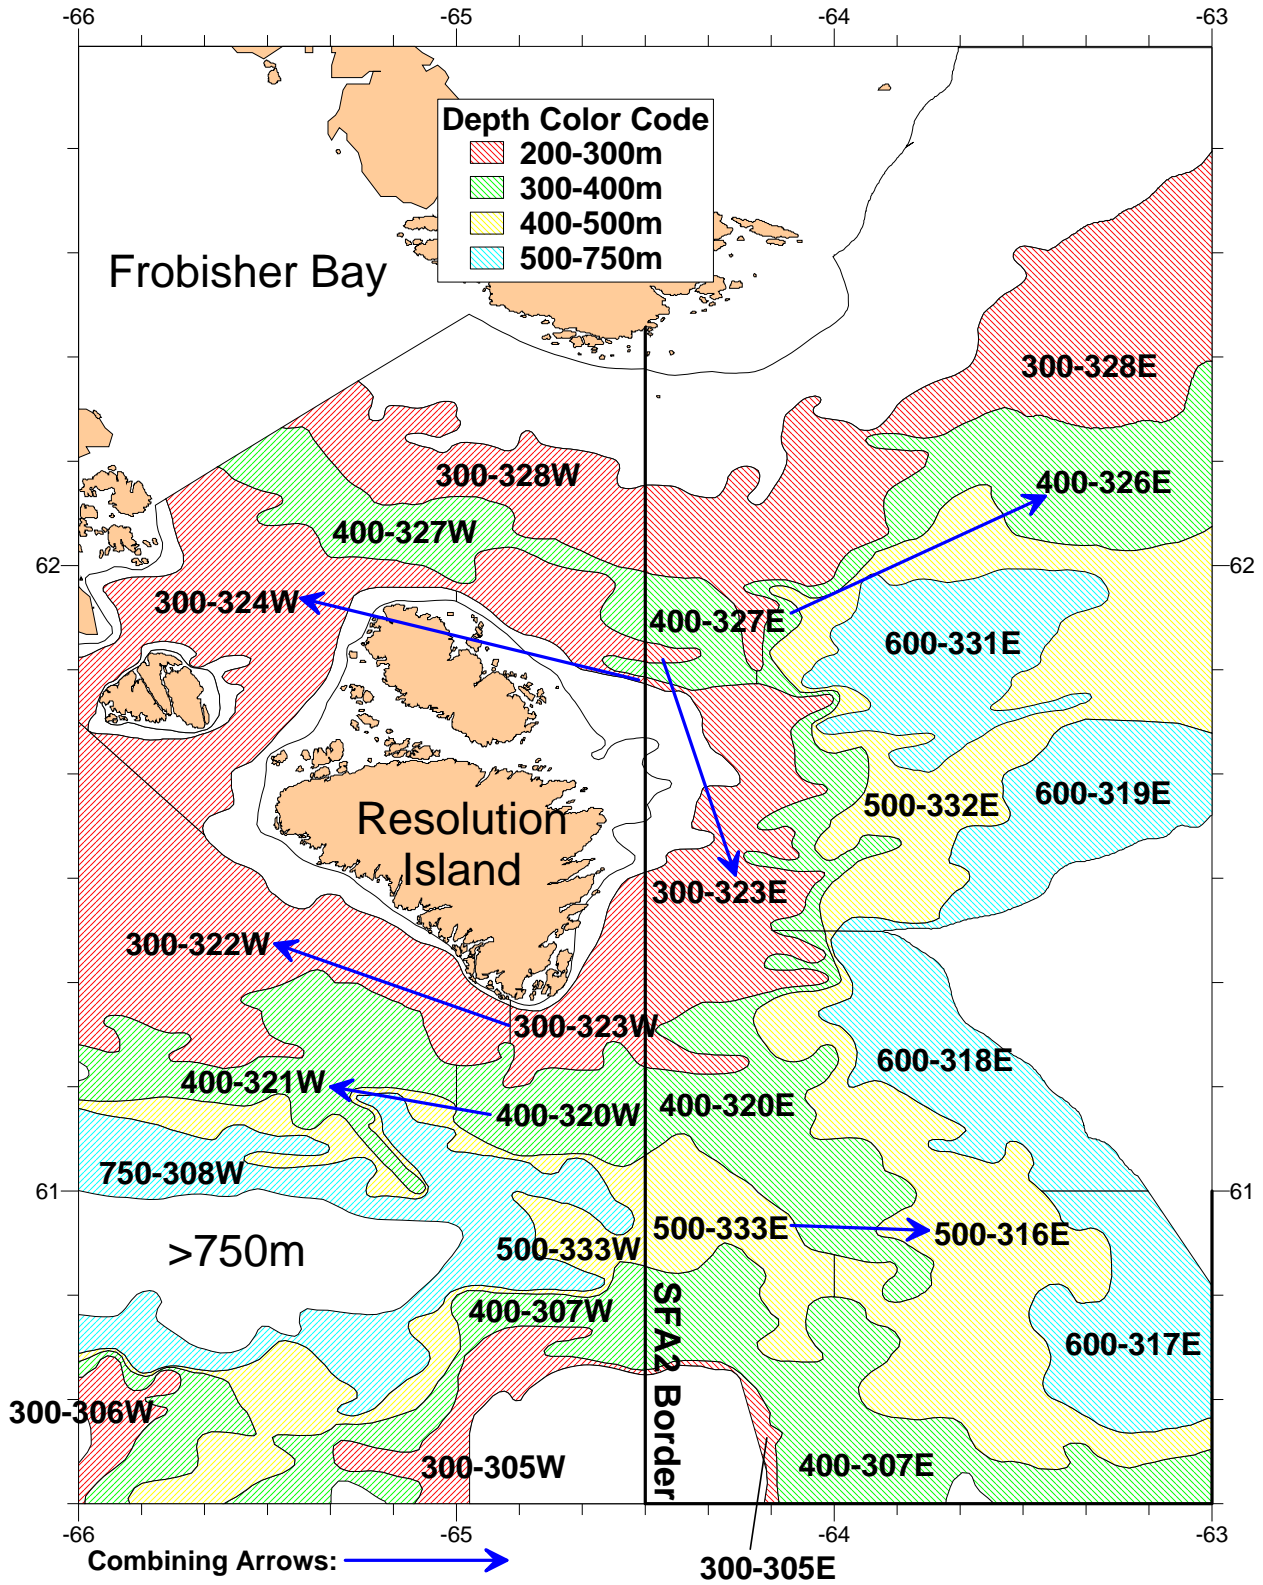 -66 -65 -64 -63
Depth Color Code
200-300m
300-400m
400-500m
500-750m
Frobisher Bay
300-328E
300-328W
400-326E
400-327W
62 62
300-324W
400-327E
600-331E
600-319E
500-332E
Resolution
Island
300-323E
300-322W
300-323W
600-318E
400-321W
400-320E
400-320W
750-308W
61 61
500-333E
500-316E
500-333W
>750m
400-307W
SFA2 Border
600-317E
300-306W
300-305W
400-307E
-66 -65 -64 -63
Combining Arrows:
300-305E